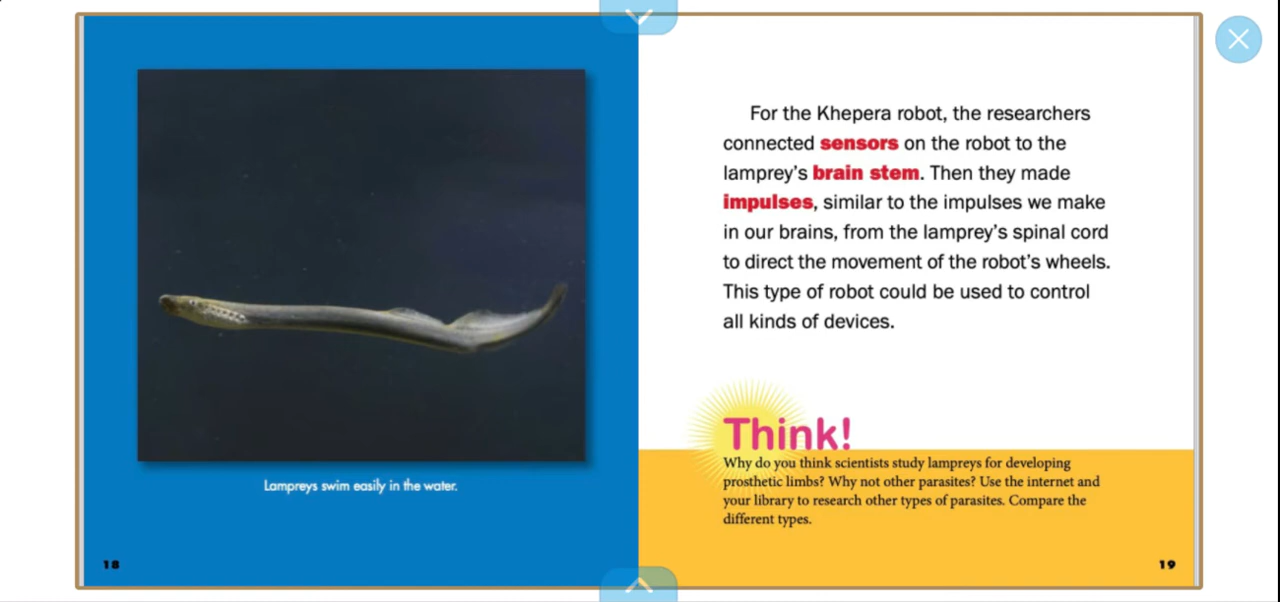 Lampreys swim easily in the water.
18
For the Khepera robot, the researchers
connected sensors on the robot to the
lamprey's brain stem. Then they made
impulses, similar to the impulses we make
in our brains, from the lamprey's spinal cord
to direct the movement of the robot's wheels.
This type of robot could be used to control
all kinds of devices.
Think!
Why do you think scientists study lampreys for developing
prosthetic limbs? Why not other parasites? Use the internet and
your library to research other types of parasites. Compare the
different types.
19